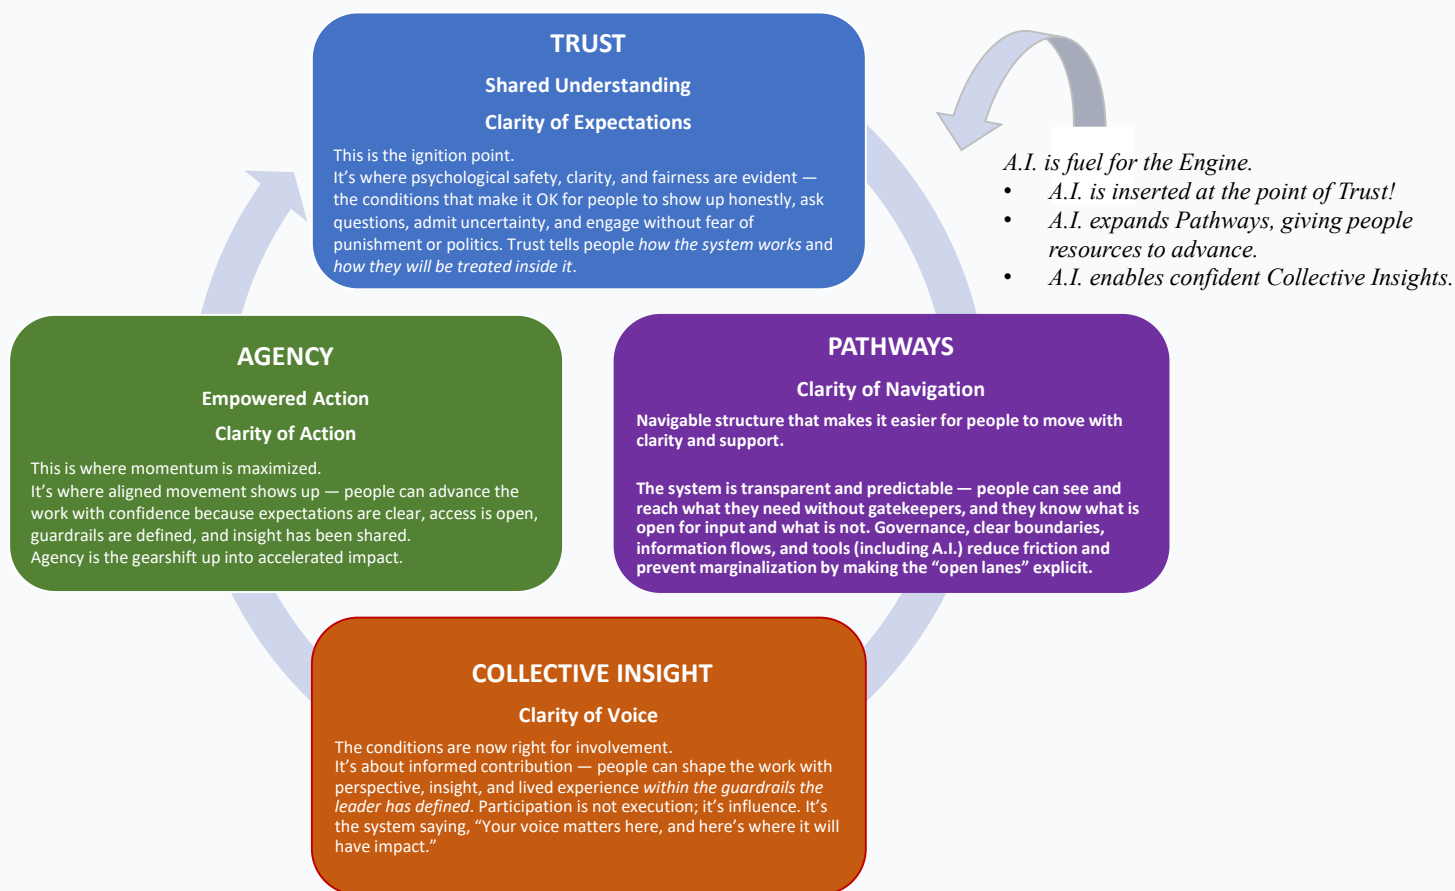 TRUST
Shared Understanding
Clarity of Expectations
This is the ignition point.
It’s where psychological safety, clarity, and fairness are evident —
the conditions that make it OK for people to show up honestly, ask
questions, admit uncertainty, and engage without fear of
punishment or politics. Trust tells people how the system works and
how they will be treated inside it.
A.I. is fuel for the Engine.
• A.I. is inserted at the point of Trust!
• A.I. expands Pathways, giving people
resources to advance.
• A.I. enables confident Collective Insights.
AGENCY
Empowered Action
Clarity of Action
This is where momentum is maximized.
It’s where aligned movement shows up — people can advance the
work with confidence because expectations are clear, access is open,
guardrails are defined, and insight has been shared.
Agency is the gearshift up into accelerated impact.
PATHWAYS
Clarity of Navigation
Navigable structure that makes it easier for people to move with
clarity and support.
The system is transparent and predictable — people can see and
reach what they need without gatekeepers, and they know what is
open for input and what is not. Governance, clear boundaries,
information flows, and tools (including A.I.) reduce friction and
prevent marginalization by making the “open lanes” explicit.
COLLECTIVE INSIGHT
Clarity of Voice
The conditions are now right for involvement.
It’s about informed contribution — people can shape the work with
perspective, insight, and lived experience within the guardrails the
leader has defined. Participation is not execution; it’s influence. It’s
the system saying, “Your voice matters here, and here’s where it will
have impact.”